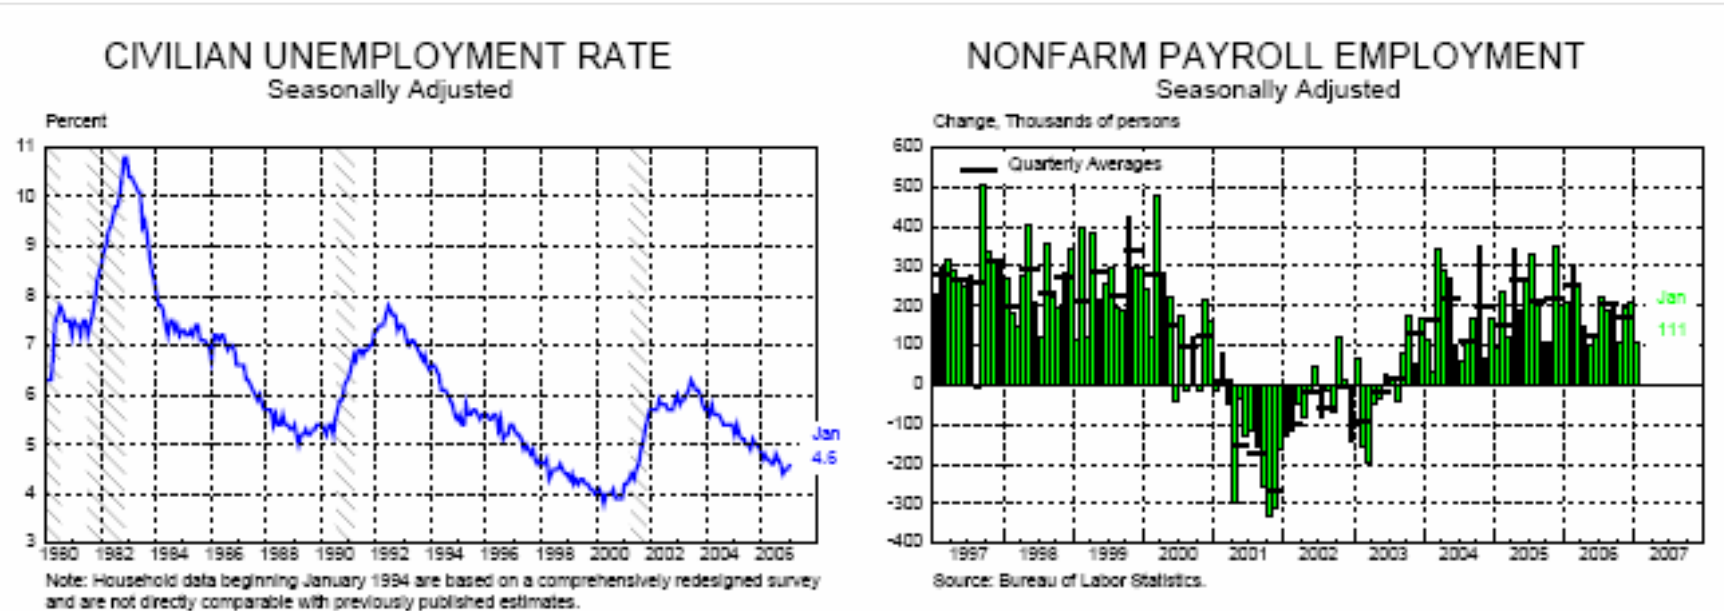 CIVILIAN UNEMPLOYMENT RATE
Seasonally Adjusted
Percent
11
10
9
8
7
6
5
4
3
1980 1982 1984 1986 1988 1990 1992 1994 1996 1998 2000 2002 2004 2006
Jan
4.6
Note: Household data beginning January 1994 are based on a comprehensively redesigned survey
and are not directly comparable with previously published estimates.
NONFARM PAYROLL EMPLOYMENT
Seasonally Adjusted
Change, Thousands of persons
600
500
400
300
200
100
0
-100
-200
-300
-400
Quarterly Averages
Jan
111
1997 1998 1999 2000 2001 2002 2003 2004 2005 2006 2007
Source: Bureau of Labor Statistics.